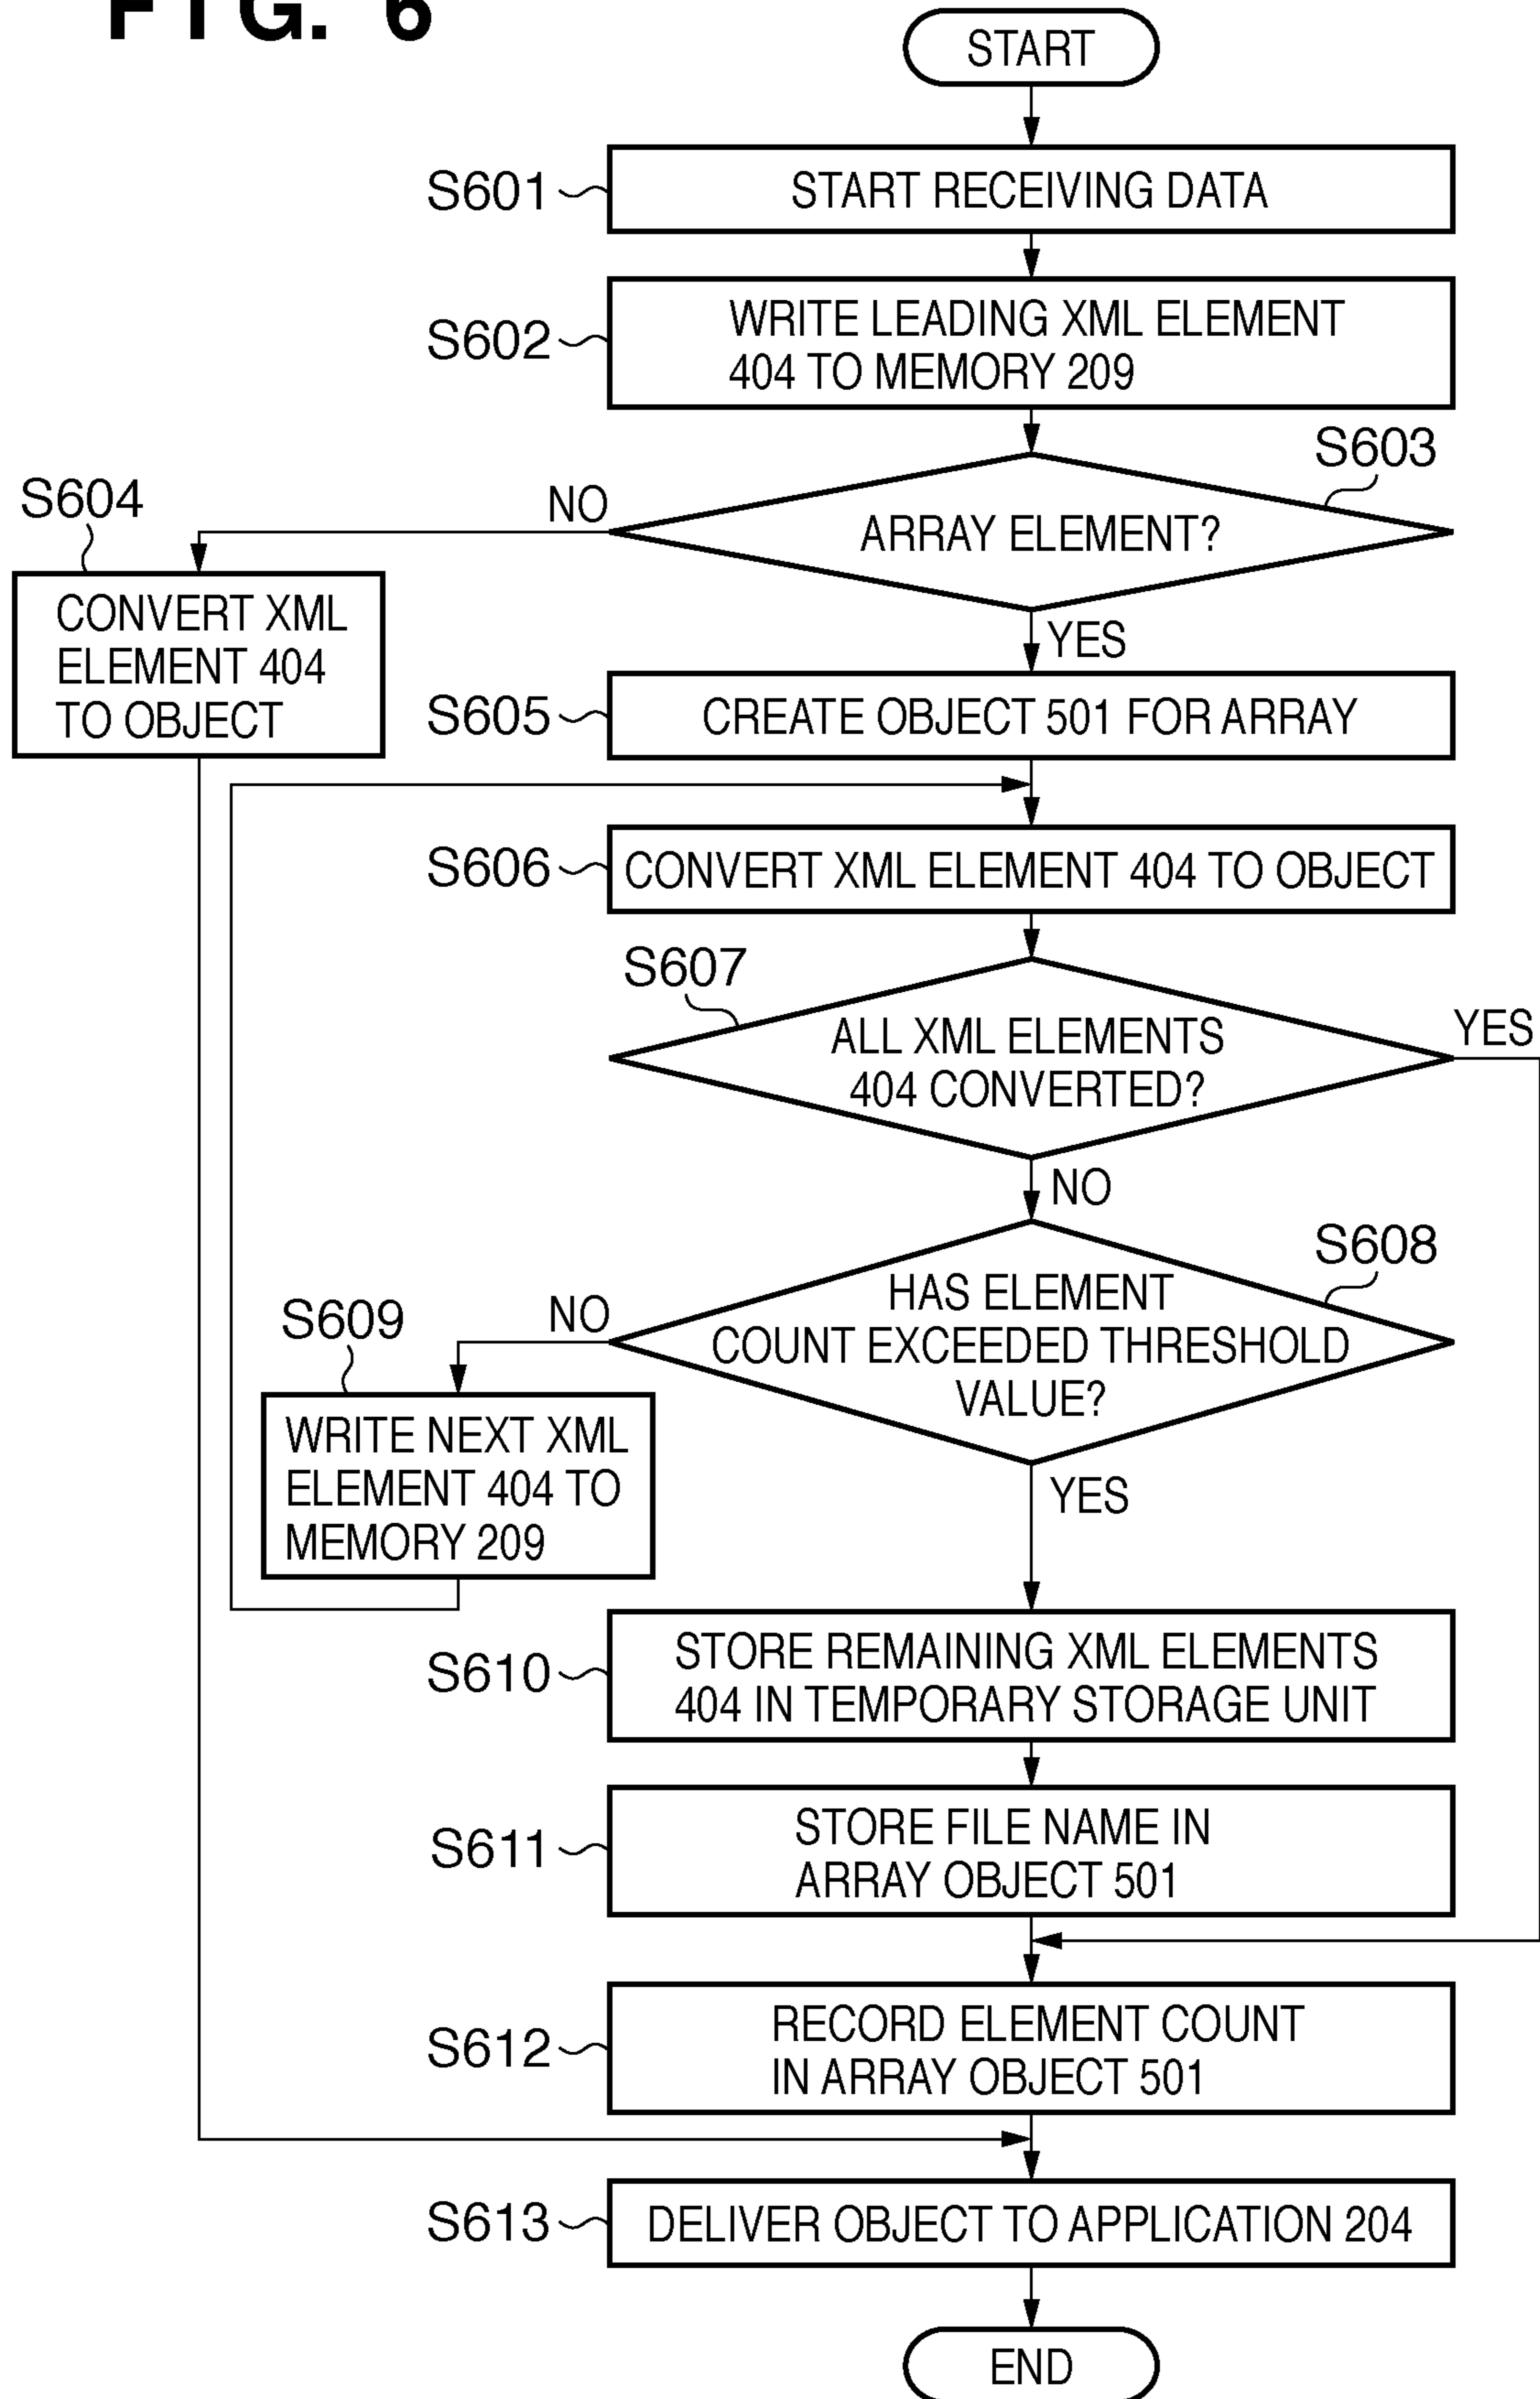 FIG. 6
START
S601
START RECEIVING DATA
S602
WRITE LEADING XML ELEMENT
404 TO MEMORY 209
S603
ARRAY ELEMENT?
NO
YES
S604
CONVERT XML
ELEMENT 404
TO OBJECT
S605
CREATE OBJECT 501 FOR ARRAY
S606
CONVERT XML ELEMENT 404 TO OBJECT
S607
ALL XML ELEMENTS
404 CONVERTED?
YES
NO
S608
HAS ELEMENT
COUNT EXCEEDED THRESHOLD
VALUE?
NO
YES
S609
WRITE NEXT XML
ELEMENT 404 TO
MEMORY 209
S610
STORE REMAINING XML ELEMENTS
404 IN TEMPORARY STORAGE UNIT
S611
STORE FILE NAME IN
ARRAY OBJECT 501
S612
RECORD ELEMENT COUNT
IN ARRAY OBJECT 501
S613
DELIVER OBJECT TO APPLICATION 204
END